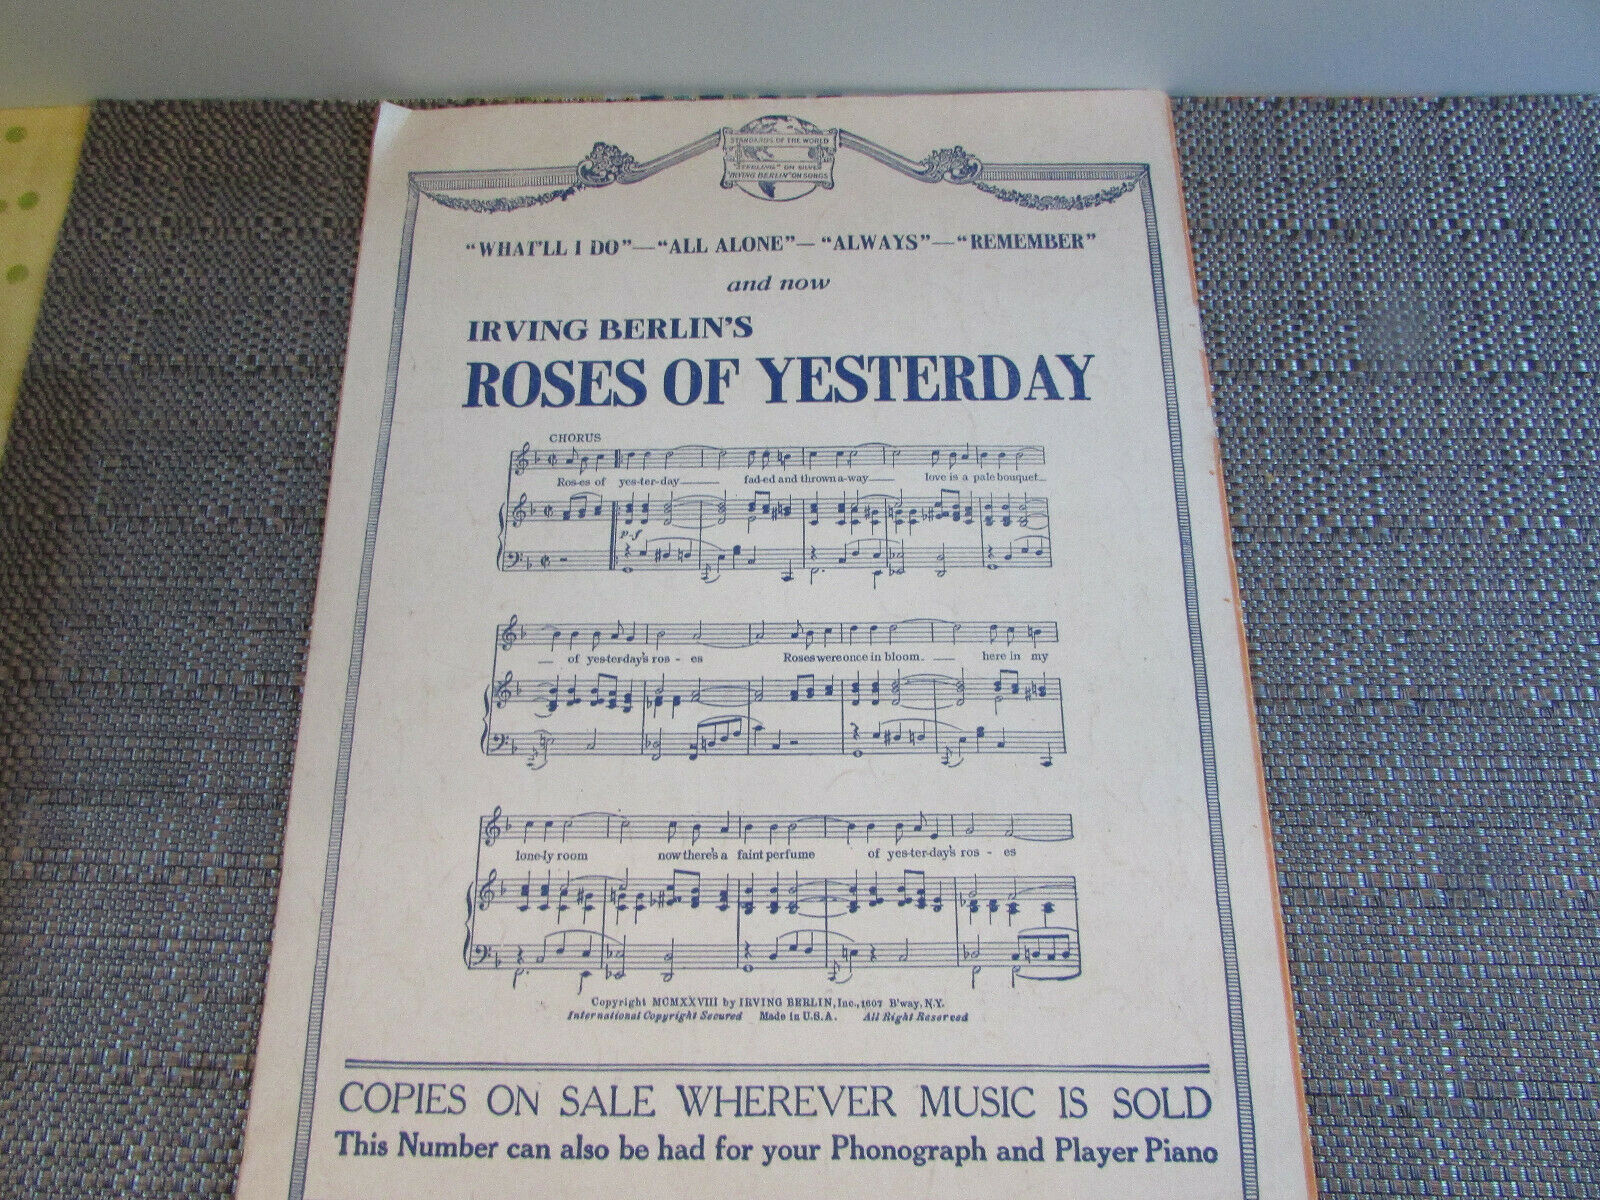 STANDARDS OF THE WORLD
"STERLING" ON SILVER
"IRVING BERLIN" ON SONGS
"WHAT'LL I DO"—"ALL ALONE"—"ALWAYS"—"REMEMBER"
and now
IRVING BERLIN'S
ROSES OF YESTERDAY
CHORUS
Ros-es of yes-ter-day faded and thrown a-way love is a pale bouquet
p-f
of yes-ter-day's ros - es Roses were once in bloom here in my
lone-ly room now there's a faint perfume of yes-ter-day's ros - es
Copyright MCMXXVIII by IRVING BERLIN, Inc., 1607 B'way, N.Y.
International Copyright Secured Made in U.S.A. All Right Reserved
COPIES ON SALE WHEREVER MUSIC IS SOLD
This Number can also be had for your Phonograph and Player Piano